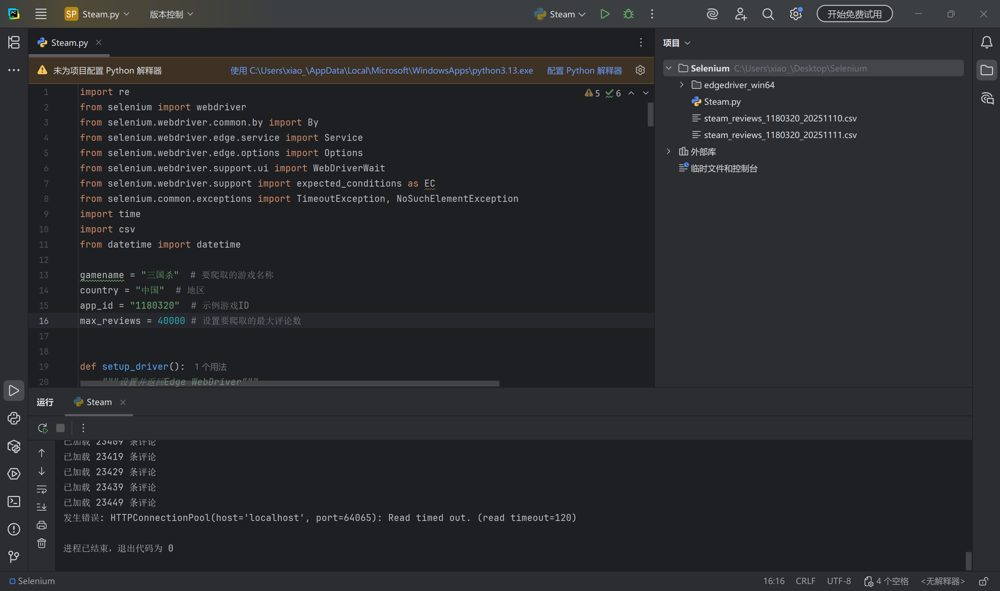 PC
SP Steam.py
版本控制
Steam
开始免费试用
Steam.py
未为项目配置 Python 解释器 使用 C:\Users\xiao_\AppData\Local\Microsoft\WindowsApps\python3.13.exe 配置 Python 解释器
5 6
1 import re
2 from selenium import webdriver
3 from selenium.webdriver.common.by import By
4 from selenium.webdriver.edge.service import Service
5 from selenium.webdriver.edge.options import Options
6 from selenium.webdriver.support.ui import WebDriverWait
7 from selenium.webdriver.support import expected_conditions as EC
8 from selenium.common.exceptions import TimeoutException, NoSuchElementException
9 import time
10 import csv
11 from datetime import datetime
12
13 gamename = "三国杀"  # 要爬取的游戏名称
14 country = "中国"  # 地区
15 app_id = "1180320"  # 示例游戏ID
16 max_reviews = 40000 # 设置要爬取的最大评论数
17
18
19 def setup_driver(): 1 个用法
20 """设置并返回Edge WebDriver"""
项目
Selenium C:\Users\xiao_\Desktop\Selenium
edgedriver_win64
Steam.py
steam_reviews_1180320_20251110.csv
steam_reviews_1180320_20251111.csv
外部库
临时文件和控制台
运行 Steam
已加载 23409 条评论
已加载 23419 条评论
已加载 23429 条评论
已加载 23439 条评论
已加载 23449 条评论
发生错误: HTTPConnectionPool(host='localhost', port=64065): Read timed out. (read timeout=120)
进程已结束，退出代码为 0
Selenium
16:16 CRLF UTF-8 4 个空格 <无解释器>